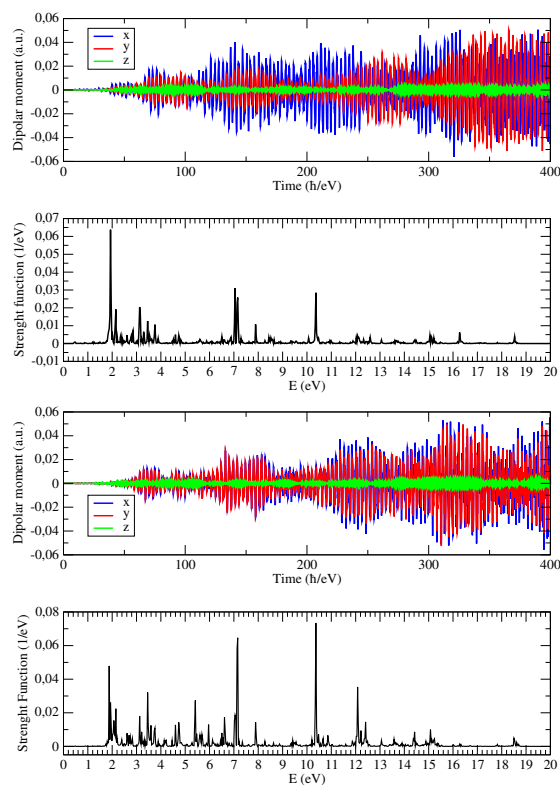 0,06
0,04
0,02
0
-0,02
-0,04
-0,06
Dipolar moment (a.u.)
x
y
z
0 100 200 300 400
Time (ħ/eV)
0,07
0,06
0,05
0,04
0,03
0,02
0,01
0
-0,01
Strenght function (1/eV)
0 1 2 3 4 5 6 7 8 9 10 11 12 13 14 15 16 17 18 19 20
E (eV)
0,06
0,04
0,02
0
-0,02
-0,04
-0,06
Dipolar moment (a.u.)
x
y
z
0 100 200 300 400
Time (ħ/eV)
0,08
0,06
0,04
0,02
0
Strenght Function (1/eV)
0 1 2 3 4 5 6 7 8 9 10 11 12 13 14 15 16 17 18 19 20
E (eV)